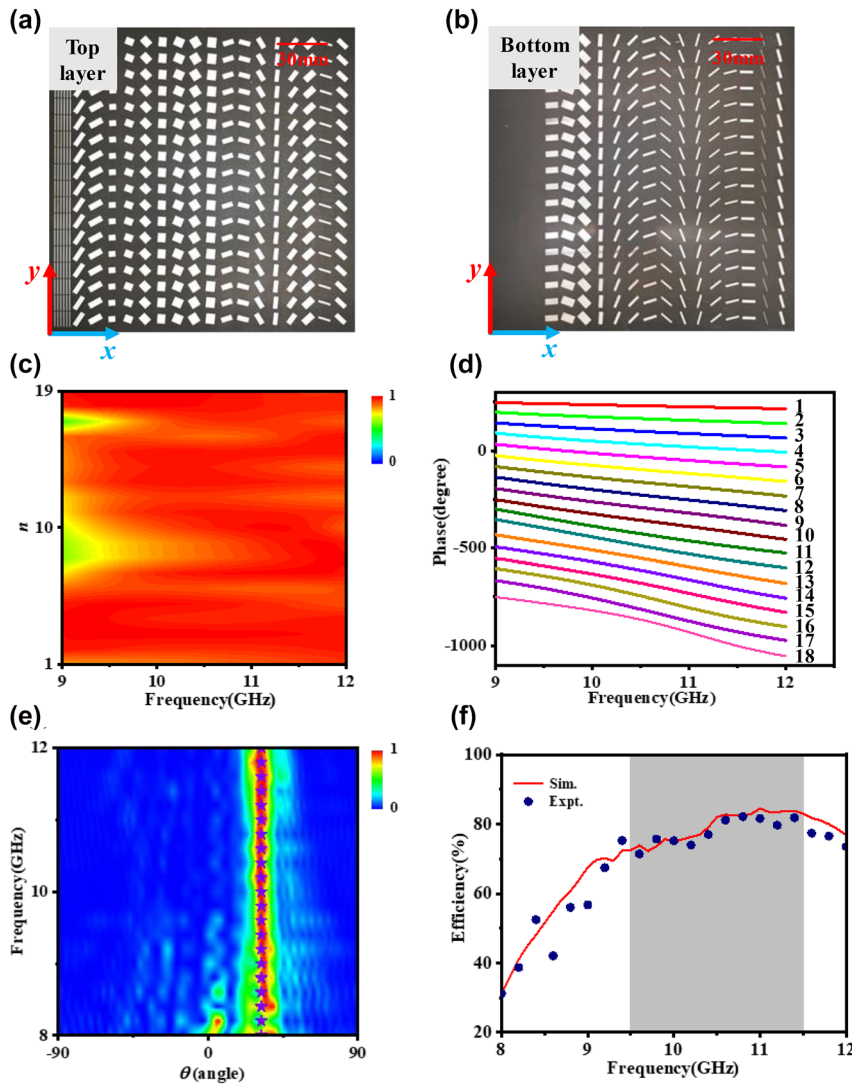 (a)
Top
layer
30mm
y
x
(b)
Bottom
layer
30mm
y
x
(c)
19
10
1
n
9
10
11
12
Frequency(GHz)
1
0
(d)
0
-500
-1000
Phase(degree)
9
10
11
12
Frequency(GHz)
1
2
3
4
5
6
7
8
9
10
11
12
13
14
15
16
17
18
(e)
12
10
8
Frequency(GHz)
-90
0
90
θ(angle)
1
0
(f)
100
80
60
40
20
Efficiency(%)
8
9
10
11
12
Frequency(GHz)
Sim.
Expt.